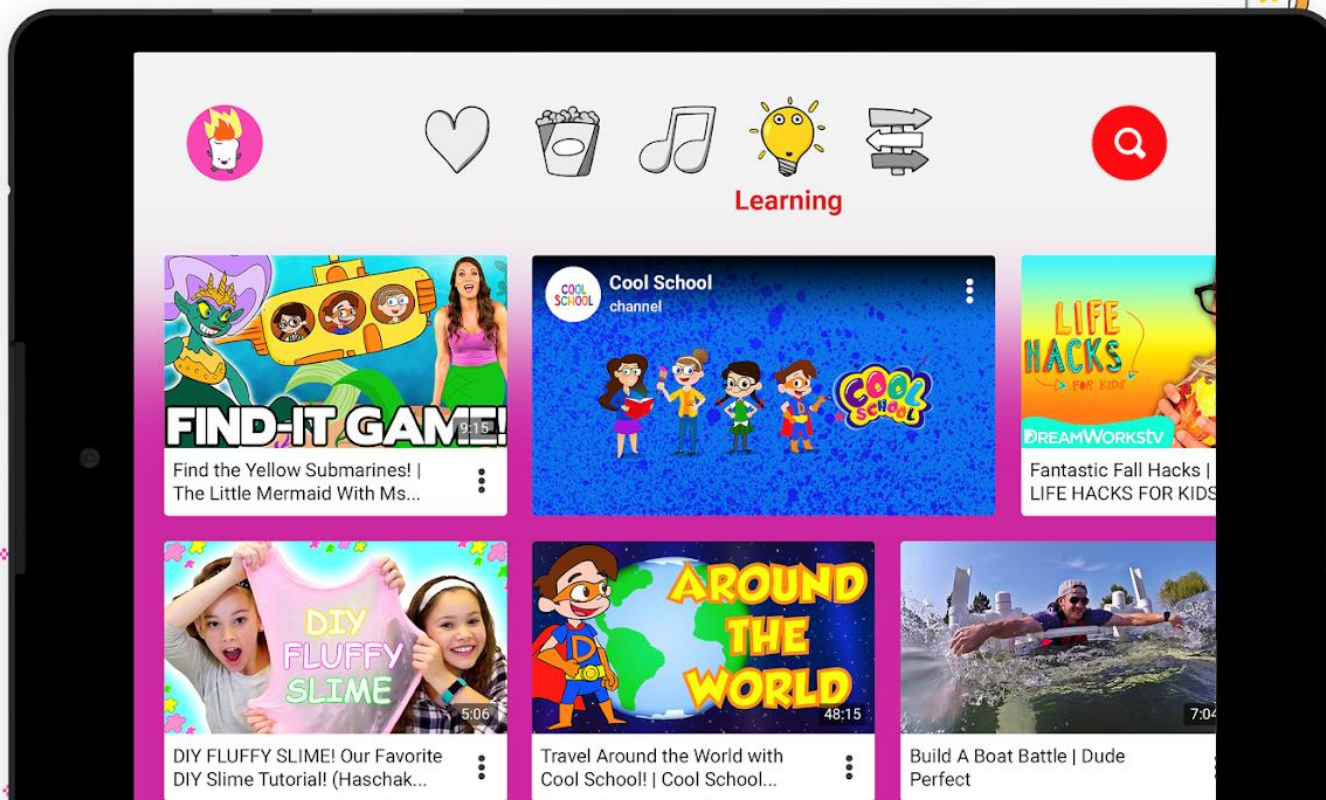 Learning
FIND-IT GAME!
9:15
Find the Yellow Submarines! |
The Little Mermaid With Ms...
COOL
SCHOOL
Cool School
channel
COOL
SCHOOL
LIFE
HACKS
FOR KIDS
DREAMWORKStv
Fantastic Fall Hacks |
LIFE HACKS FOR KIDS
DIY
FLUFFY
SLIME
5:06
DIY FLUFFY SLIME! Our Favorite
DIY Slime Tutorial! (Haschak...
D
AROUND
THE
WORLD
48:15
Travel Around the World with
Cool School! | Cool School...
7:04
Build A Boat Battle | Dude
Perfect